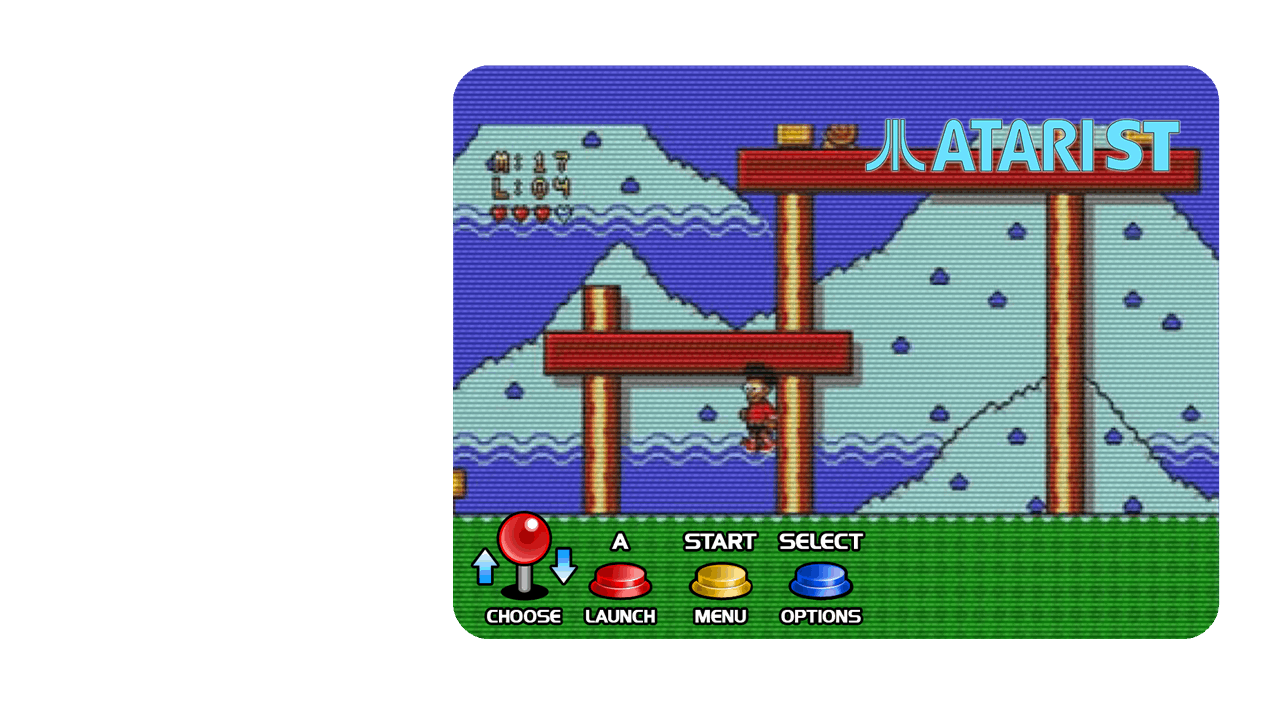 ATARI ST
M:17
L:04
A START SELECT
CHOOSE LAUNCH MENU OPTIONS